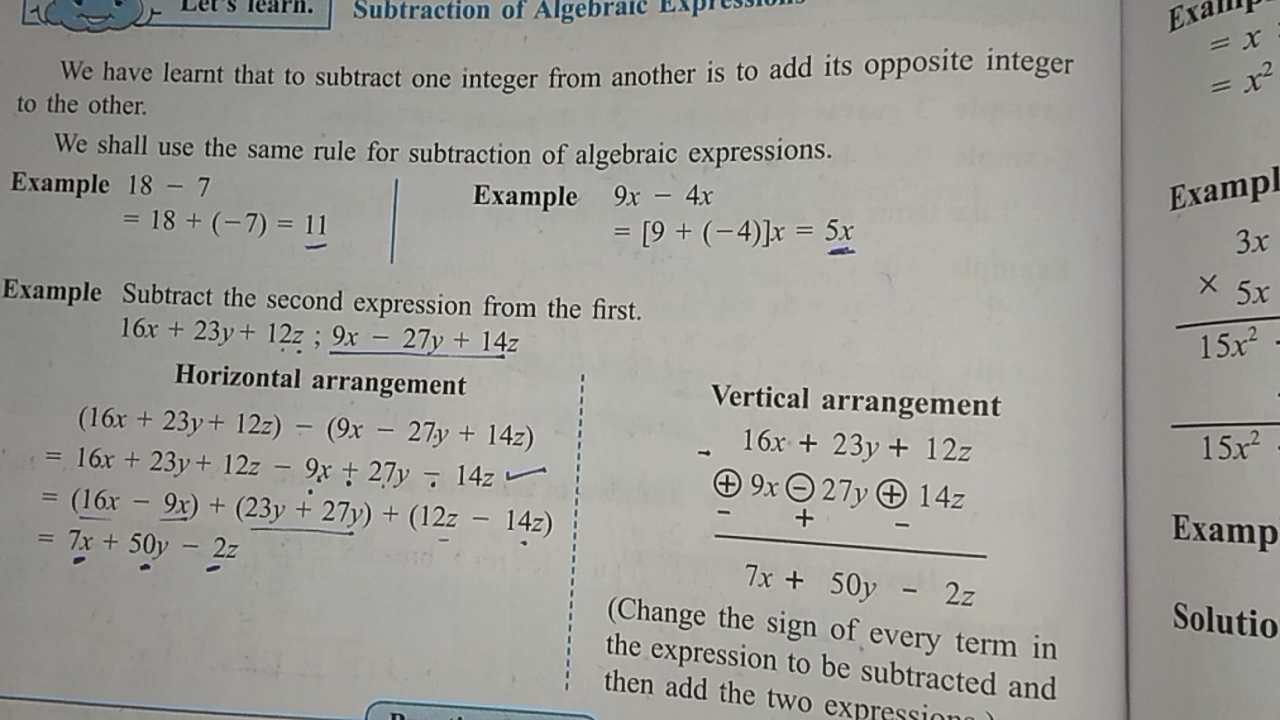 Let's learn.
Subtraction of Algebraic Expressions
We have learnt that to subtract one integer from another is to add its opposite integer
to the other.
We shall use the same rule for subtraction of algebraic expressions.
Example 18 − 7
= 18 + (−7) = 11
Example 9x − 4x
= [9 + (−4)]x = 5x
Example Subtract the second expression from the first.
16x + 23y + 12z ; 9x − 27y + 14z
Horizontal arrangement
(16x + 23y + 12z) − (9x − 27y + 14z)
= 16x + 23y + 12z − 9x + 27y − 14z
= (16x − 9x) + (23y + 27y) + (12z − 14z)
= 7x + 50y − 2z
Vertical arrangement
16x + 23y + 12z
−
⊕ 9x ⊖ 27y ⊕ 14z
− + −
7x + 50y − 2z
(Change the sign of every term in
the expression to be subtracted and
then add the two expressions.)
= x
= x²
3x
× 5x
15x²
15x²